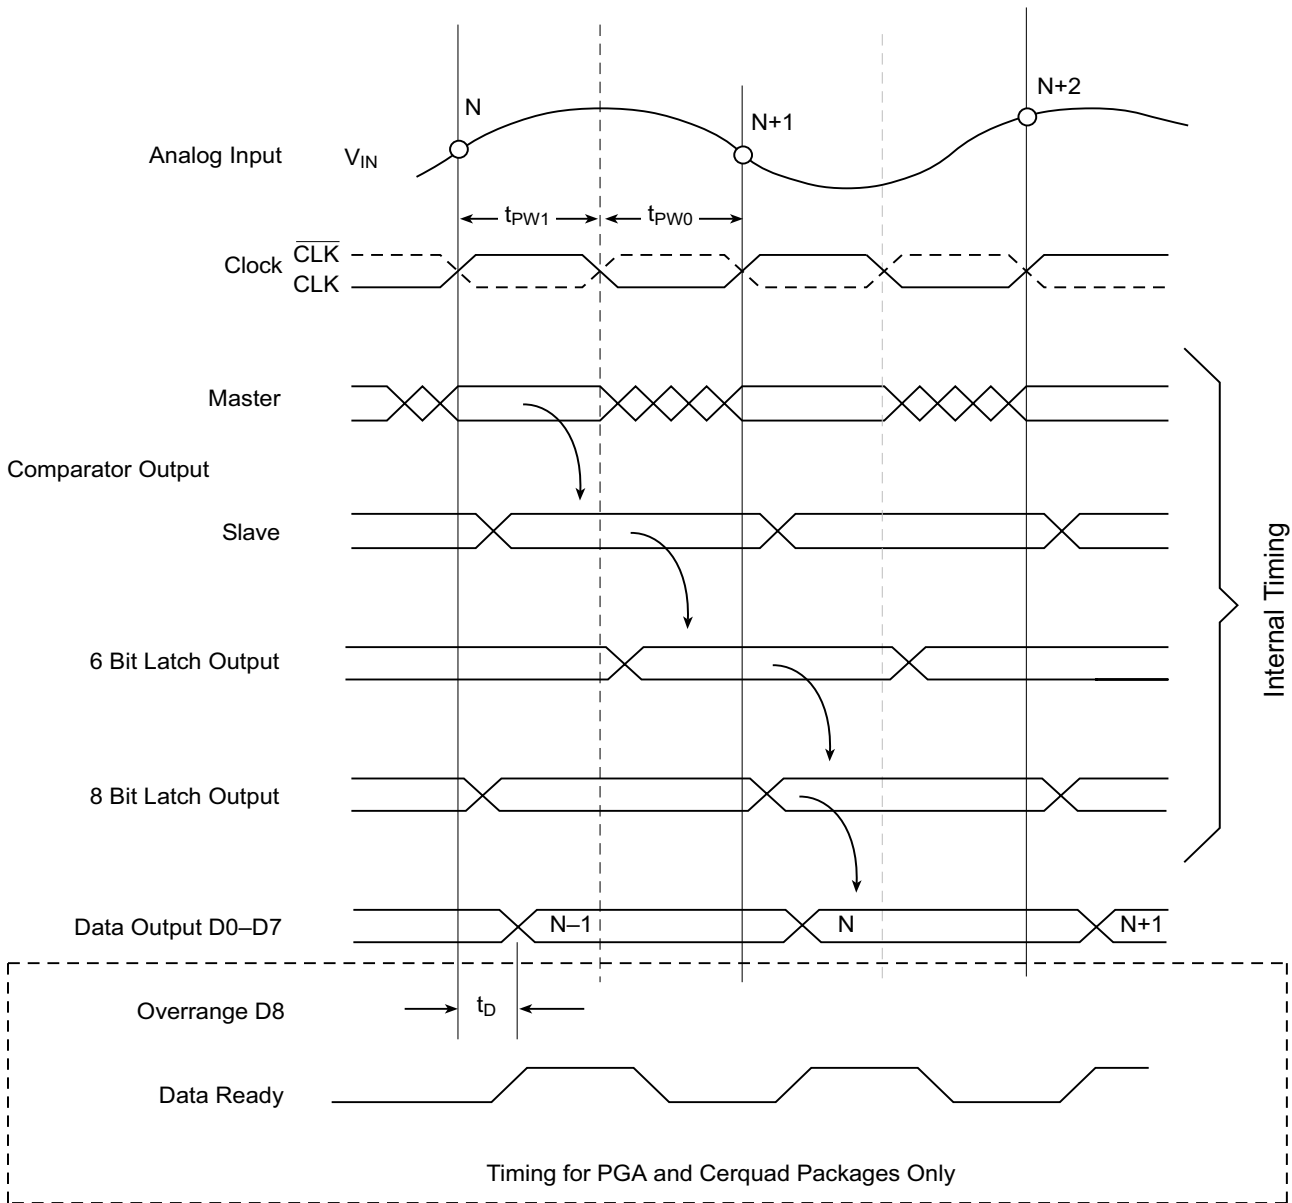 N
N+1
N+2
Analog Input VIN
tPW1 tPW0
Clock CLK
CLK
Master
Comparator Output
Slave
Internal Timing
6 Bit Latch Output
8 Bit Latch Output
Data Output D0–D7 N–1 N N+1
Overrange D8 tD
Data Ready
Timing for PGA and Cerquad Packages Only